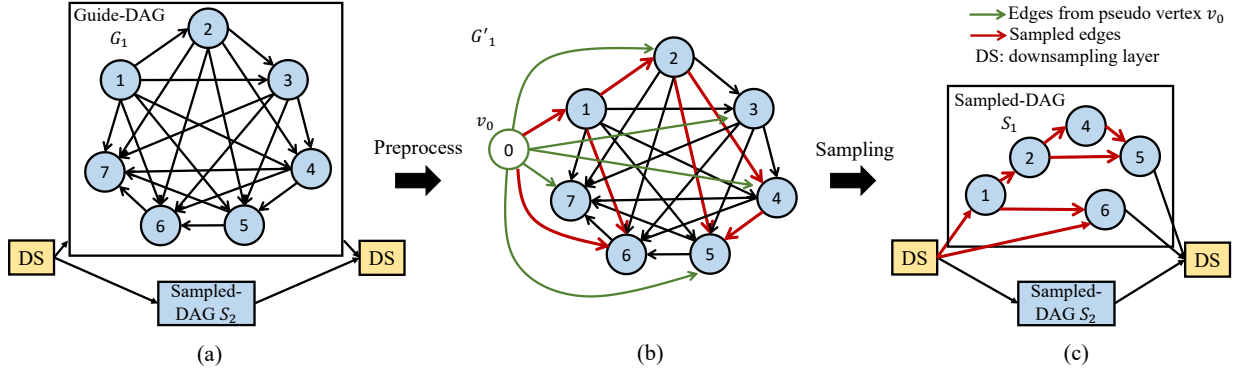 Guide-DAG
G₁
1
2
3
4
5
6
7
DS
DS
Sampled-
DAG S₂
(a)
Preprocess
G'₁
v₀
0
1
2
3
4
5
6
7
(b)
Sampling
Edges from pseudo vertex v₀
Sampled edges
DS: downsampling layer
Sampled-DAG
S₁
1
2
4
5
6
DS
DS
Sampled-
DAG S₂
(c)